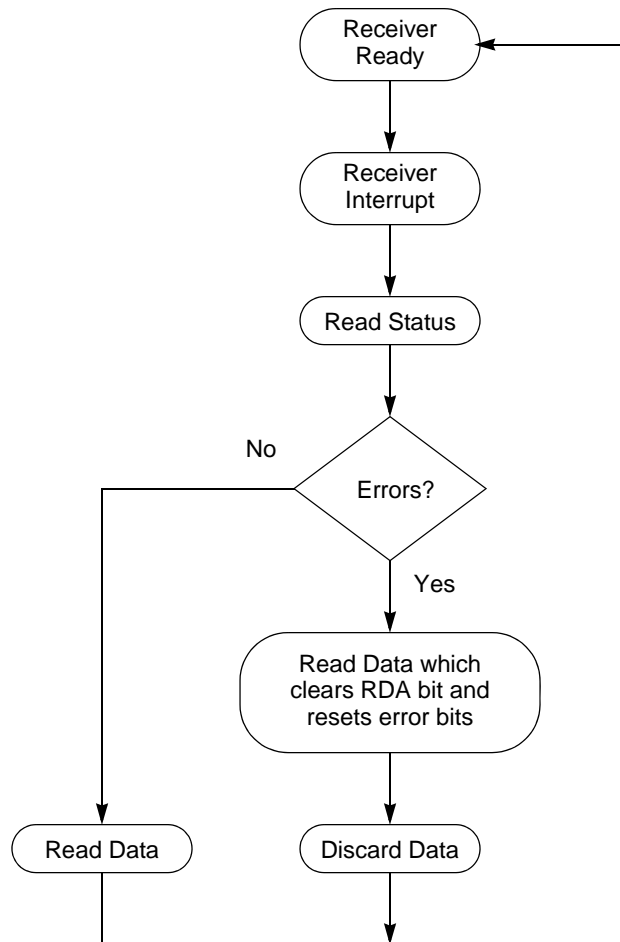 Receiver
Ready
Receiver
Interrupt
Read Status
No
Errors?
Yes
Read Data which
clears RDA bit and
resets error bits
Read Data
Discard Data